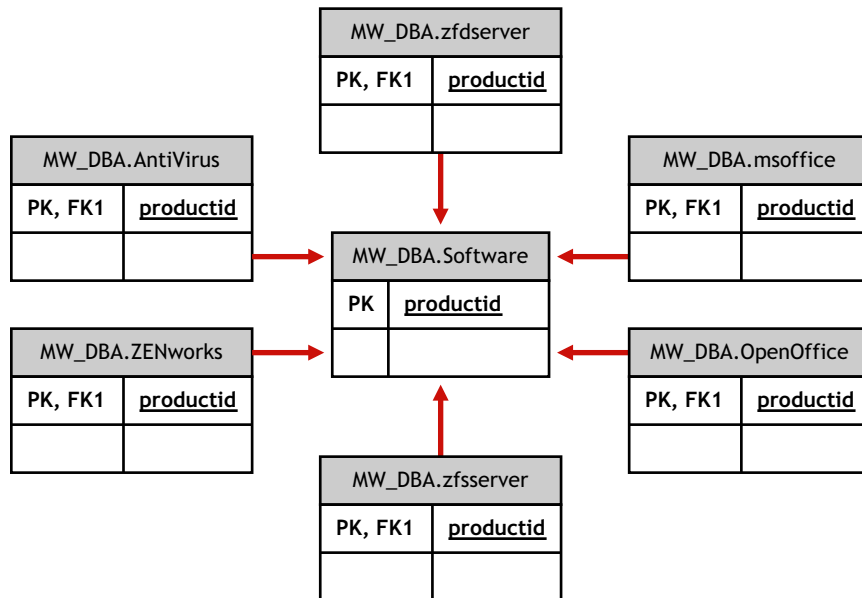 MW_DBA.zfdserver
PK, FK1 productid
MW_DBA.AntiVirus
PK, FK1 productid
MW_DBA.msoffice
PK, FK1 productid
MW_DBA.Software
PK productid
MW_DBA.ZENworks
PK, FK1 productid
MW_DBA.OpenOffice
PK, FK1 productid
MW_DBA.zfsserver
PK, FK1 productid